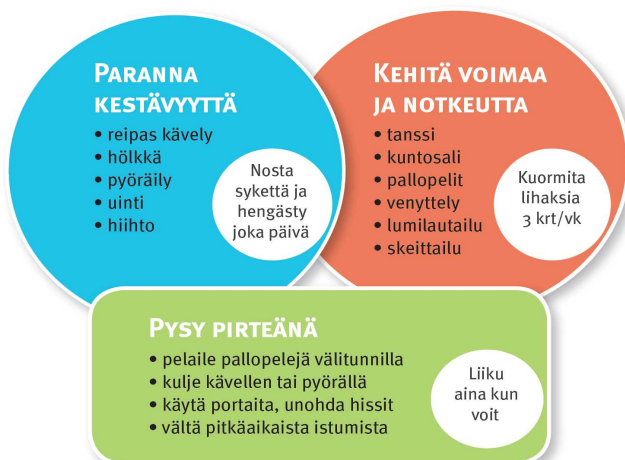 PARANNA
KESTÄVYYTTÄ
• reipas kävely
• hölkkä
• pyöräily
• uinti
• hiihto
Nosta
sykettä ja
hengästy
joka päivä
KEHITÄ VOIMAA
JA NOTKEUTTA
• tanssi
• kuntosali
• pallopelit
• venyttely
• lumilautailu
• skeittailu
Kuormita
lihaksia
3 krt/vk
PYSY PIRTEÄNÄ
• pelaile pallopelejä välitunnilla
• kulje kävellen tai pyörällä
• käytä portaita, unohda hissit
• vältä pitkäaikaista istumista
Liiku
aina kun
voit